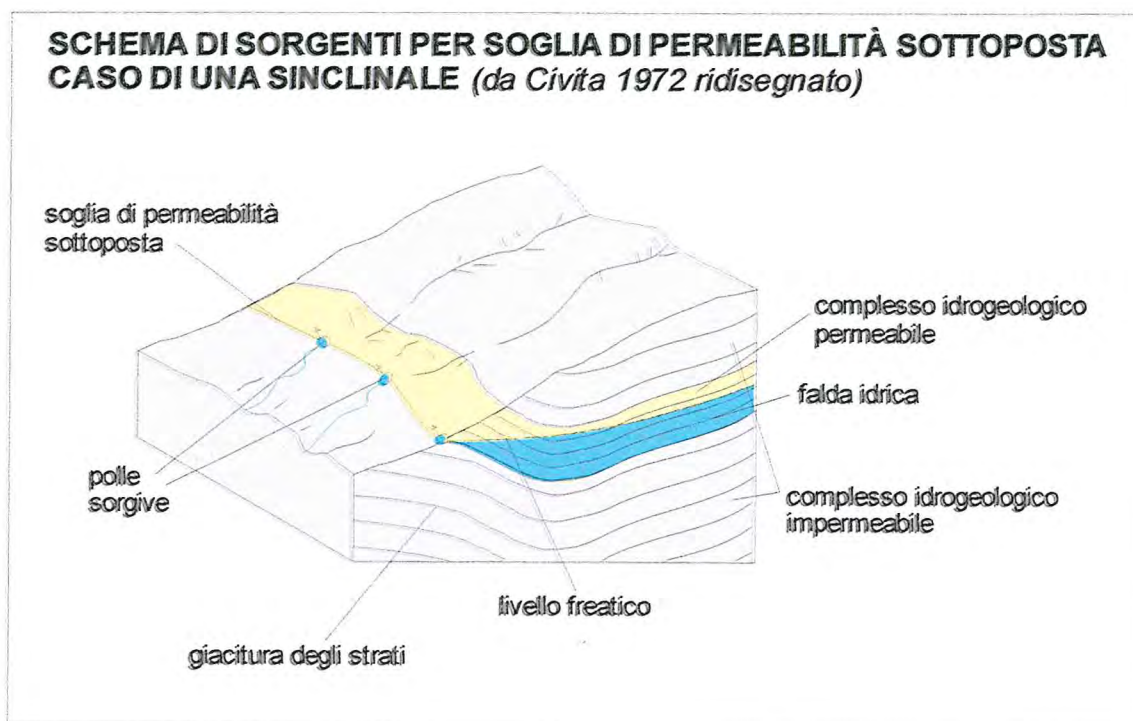 SCHEMA DI SORGENTI PER SOGLIA DI PERMEABILITÀ SOTTOPOSTA
CASO DI UNA SINCLINALE (da Civita 1972 ridisegnato)
soglia di permeabilità
sottoposta
complesso idrogeologico
permeabile
falda idrica
polle
sorgive
complesso idrogeologico
impermeabile
livello freatico
giacitura degli strati